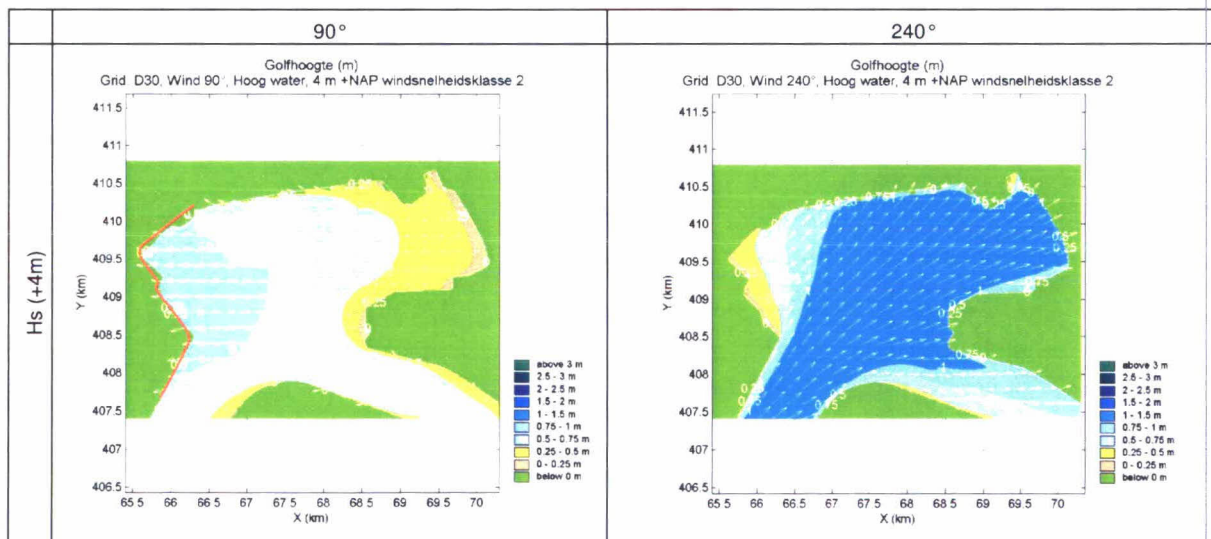 90°
240°
Hs (+4m)
Golfhoogte (m)
Grid D30, Wind 90°, Hoog water, 4 m +NAP windsnelheidsklasse 2
411.5
411
410.5
410
409.5
409
408.5
408
407.5
407
406.5
Y (km)
65.5 66 66.5 67 67.5 68 68.5 69 69.5 70
X (km)
above 3 m
2.5 - 3 m
2 - 2.5 m
1.5 - 2 m
1 - 1.5 m
0.75 - 1 m
0.5 - 0.75 m
0.25 - 0.5 m
0 - 0.25 m
below 0 m
Golfhoogte (m)
Grid D30, Wind 240°, Hoog water, 4 m +NAP windsnelheidsklasse 2
411.5
411
410.5
410
409.5
409
408.5
408
407.5
407
406.5
Y (km)
65.5 66 66.5 67 67.5 68 68.5 69 69.5 70
X (km)
above 3 m
2.5 - 3 m
2 - 2.5 m
1.5 - 2 m
1 - 1.5 m
0.75 - 1 m
0.5 - 0.75 m
0.25 - 0.5 m
0 - 0.25 m
below 0 m